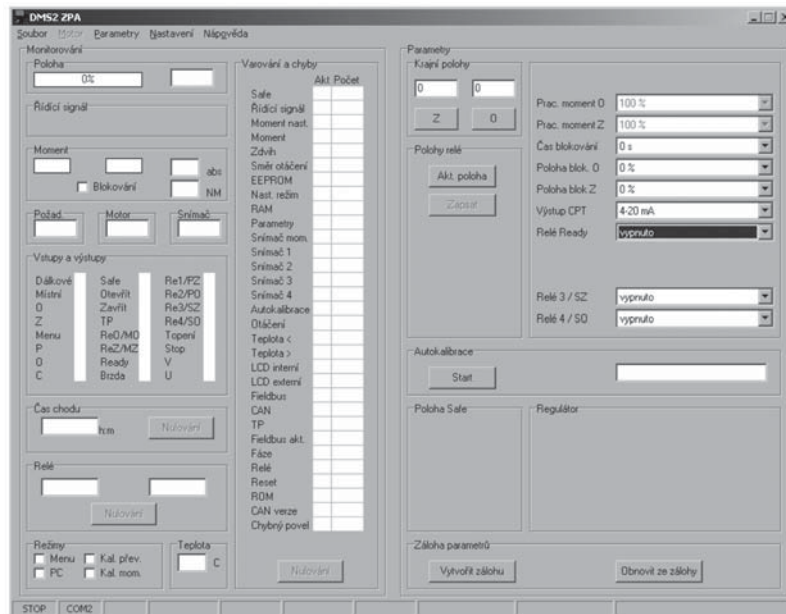 DMS2 ZPA
Soubor Motor Parametry Nastavení Nápověda
Monitorování
Poloha
0%
Řídící signál
Moment
abs
Blokování
NM
Požad. Motor Snímač
Vstupy a výstupy
Dálkové Safe Re1/PZ
Místní Otevřít Re2/PO
O Zavřít Re3/SZ
Z TP Re4/SO
Menu ReO/MO Topení
P ReZ/MZ Stop
O Ready V
C Brzda U
Čas chodu
h:m Nulování
Relé
Nulování
Režimy
Menu Kal. přev.
PC Kal. mom.
Teplota
C
Varování a chyby
Akt Počet
Safe
Řídící signál
Moment nast.
Moment
Zdvih
Směr otáčení
EEPROM
Nast. režim
RAM
Parametry
Snímač mom.
Snímač 1
Snímač 2
Snímač 3
Snímač 4
Autokalibrace
Otáčení
Teplota <
Teplota >
LCD interní
LCD externí
Fieldbus
CAN
TP
Fieldbus akt.
Fáze
Relé
Reset
ROM
CAN verze
Chybný povel
Nulování
Parametry
Krajní polohy
0 0
Z O
Polohy relé
Akt. poloha
Zapsat
Prac. moment O 100 %
Prac. moment Z 100 %
Čas blokování 0 s
Poloha blok. O 0 %
Poloha blok Z 0 %
Výstup CPT 4-20 mA
Relé Ready vypnuto
Relé 3 / SZ vypnuto
Relé 4 / SO vypnuto
Autokalibrace
Start
Poloha Safe
Regulátor
Záloha parametrů
Vytvořit zálohu Obnovit ze zálohy
STOP COM2